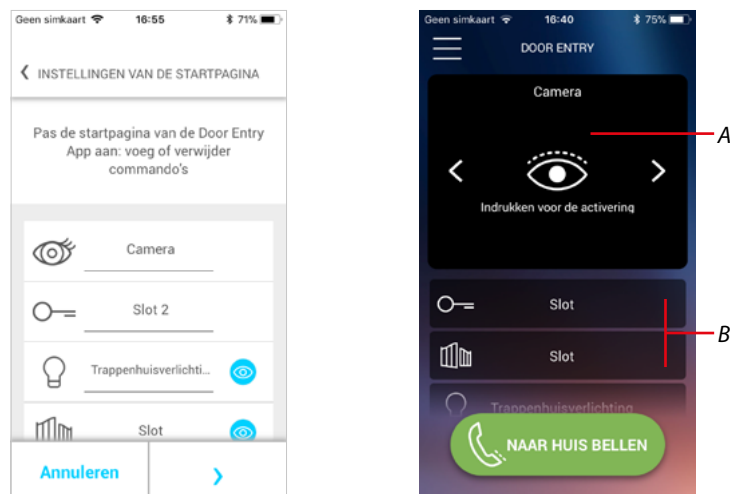 Geen simkaart 16:55 71%
INSTELLINGEN VAN DE STARTPAGINA
Pas de startpagina van de Door Entry
App aan: voeg of verwijder
commando's
Camera
Slot 2
Trappenhuisverlichti...
Slot
Annuleren
Geen simkaart 16:40 75%
DOOR ENTRY
Camera
Indrukken voor de activering
Slot
Slot
Trappenhuisverlichting
NAAR HUIS BELLEN
A
B